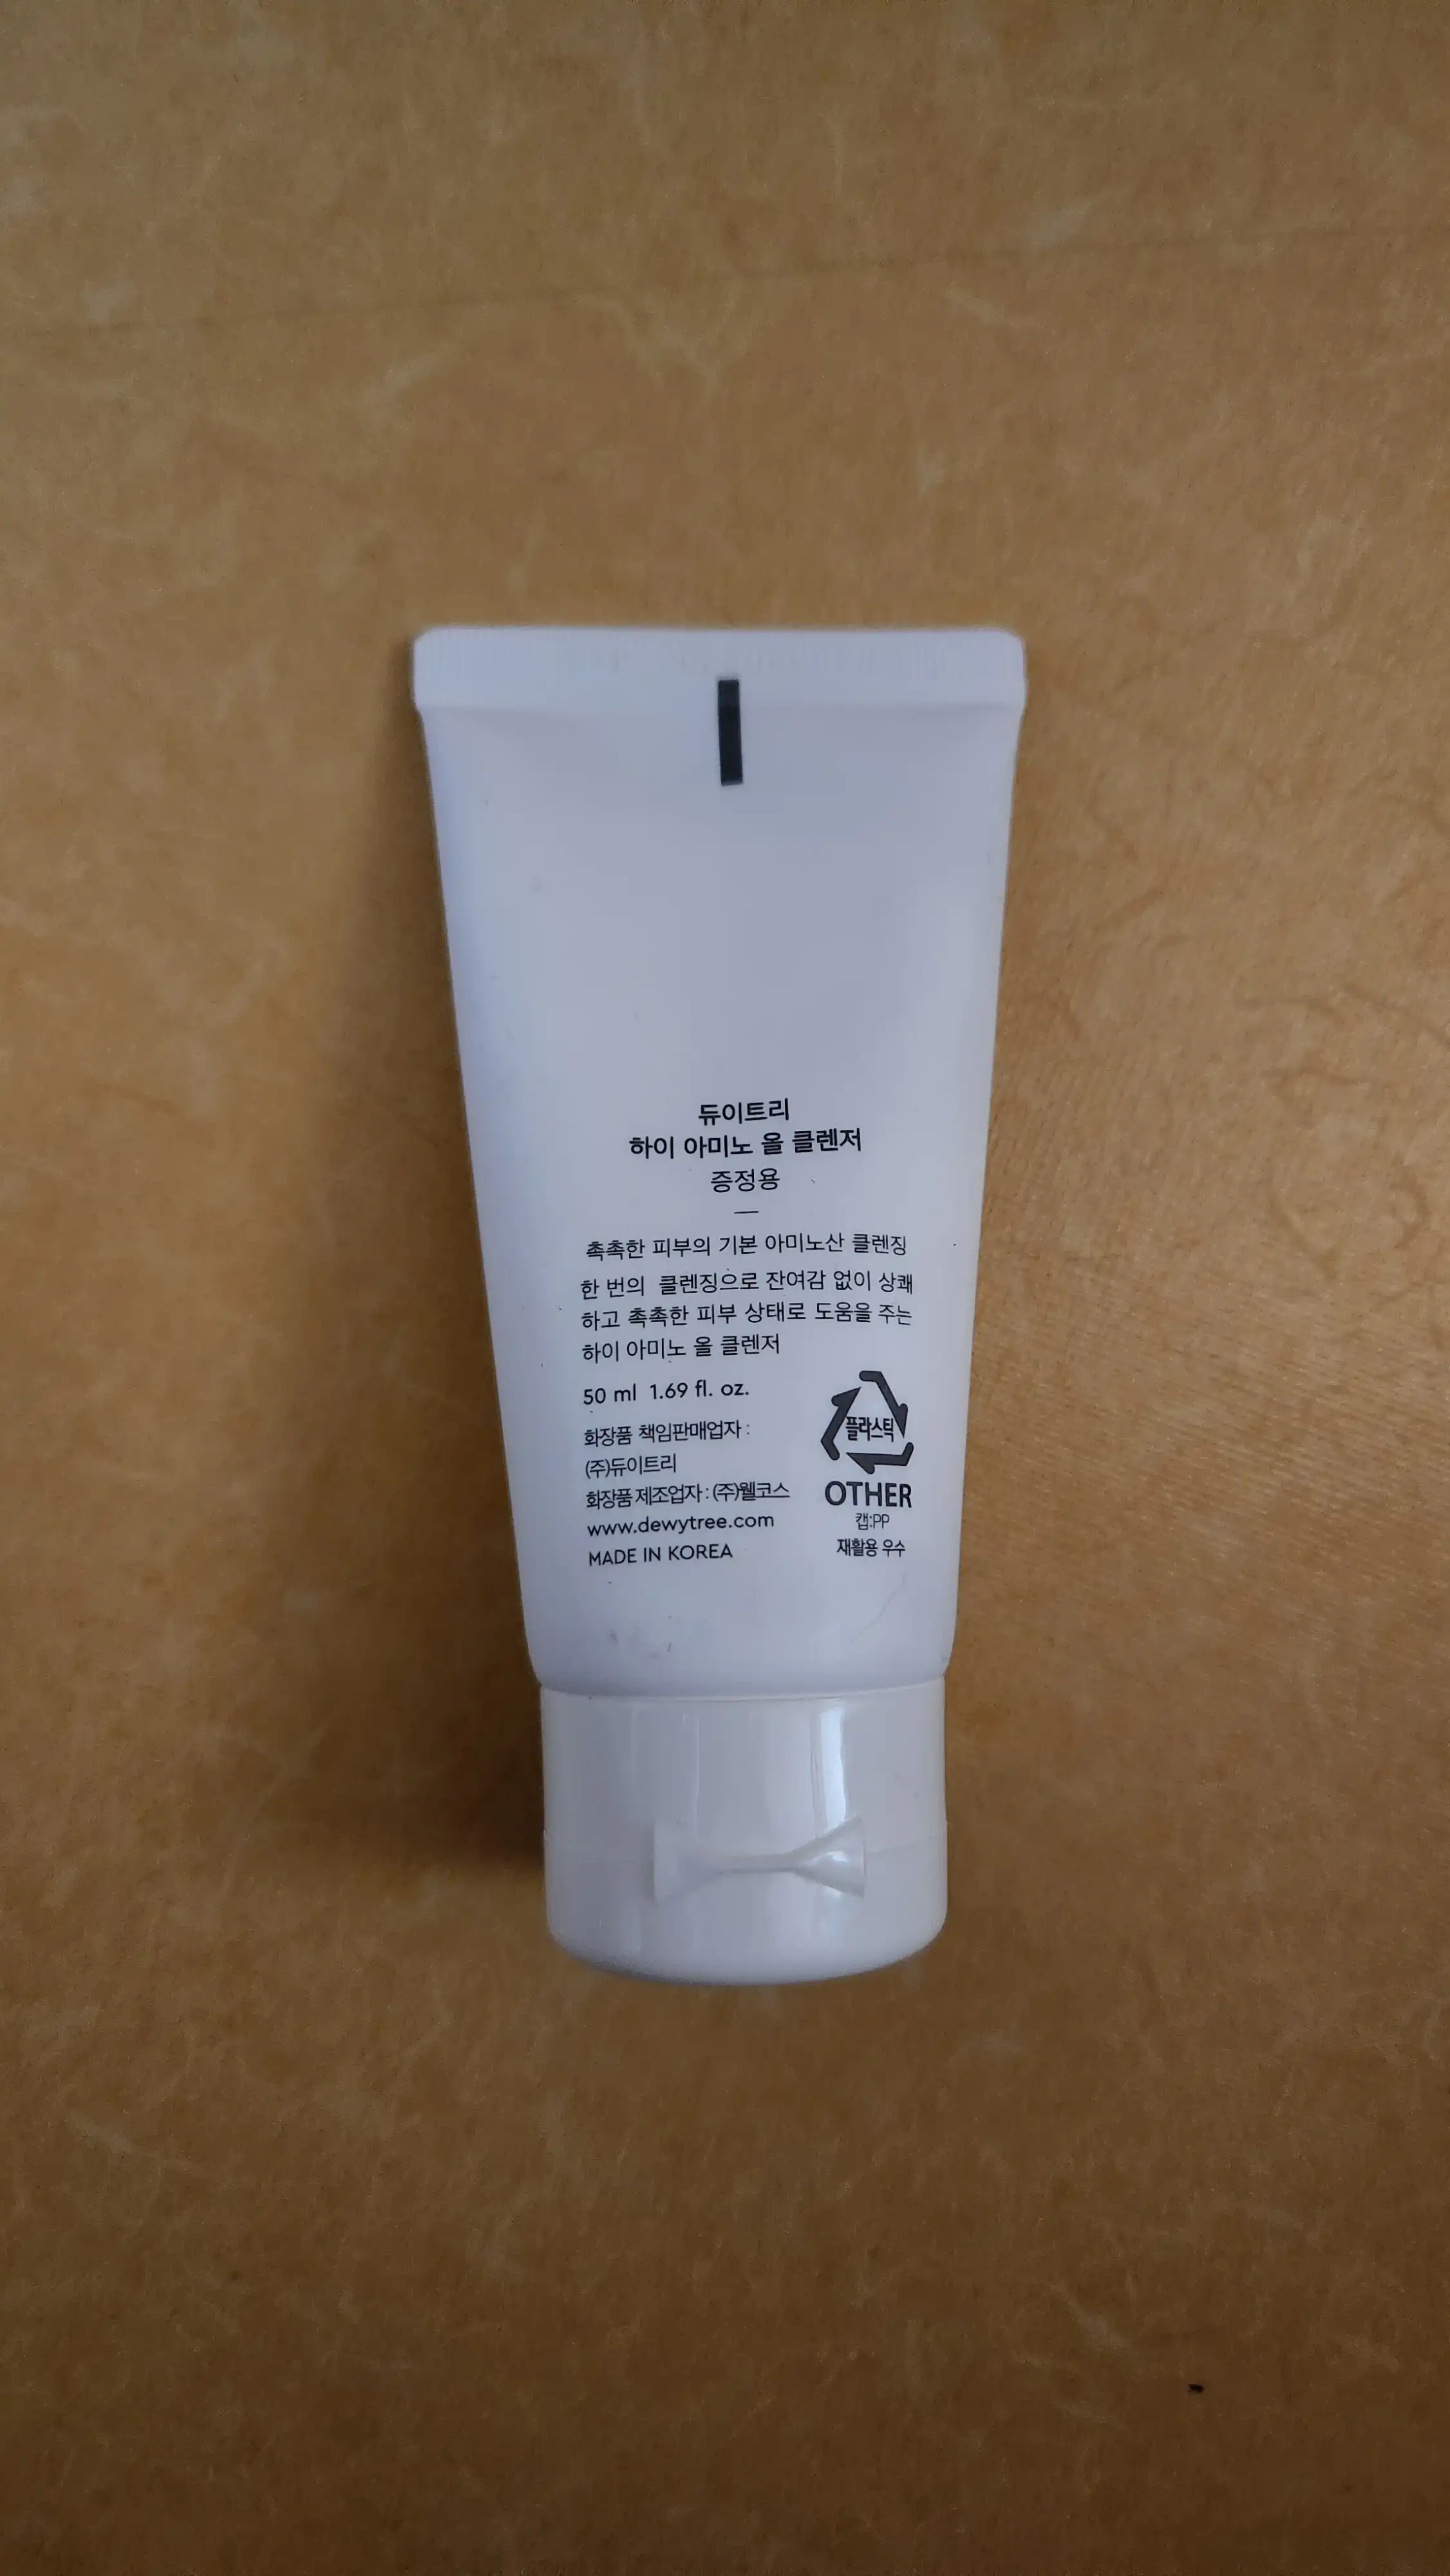 듀이트리
하이 아미노 올 클렌저
증정용
촉촉한 피부의 기본 아미노산 클렌징
한 번의 클렌징으로 잔여감 없이 상쾌
하고 촉촉한 피부 상태로 도움을 주는
하이 아미노 올 클렌저
50 ml 1.69 fl. oz.
화장품 책임판매업자 :
(주)듀이트리
화장품 제조업자 : (주)웰코스
www.dewytree.com
MADE IN KOREA
플라스틱
OTHER
캡:PP
재활용 우수